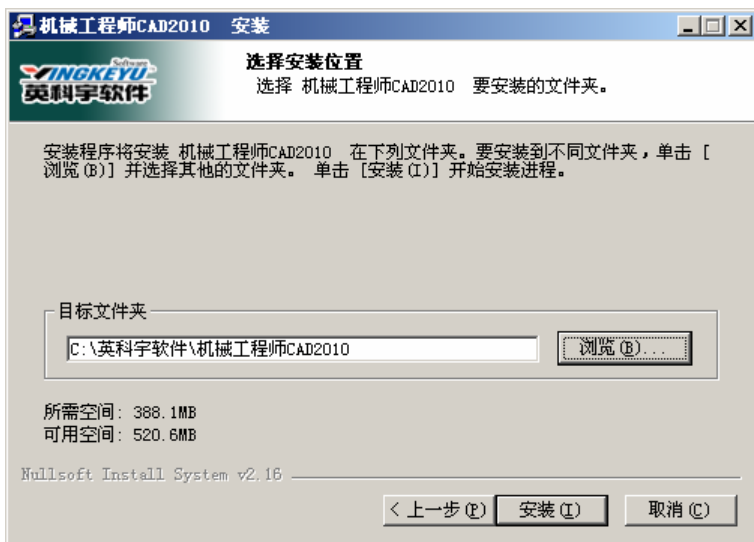 机械工程师CAD2010 安装
Software
YINGKEYU
英科宇软件
选择安装位置
选择 机械工程师CAD2010 要安装的文件夹。
安装程序将安装 机械工程师CAD2010 在下列文件夹。要安装到不同文件夹，单击 [
浏览(B)] 并选择其他的文件夹。 单击 [安装(I)] 开始安装进程。
目标文件夹
C:\英科宇软件\机械工程师CAD2010
浏览(B)...
所需空间: 388.1MB
可用空间: 520.6MB
Nullsoft Install System v2.16
< 上一步(P)
安装(I)
取消(C)